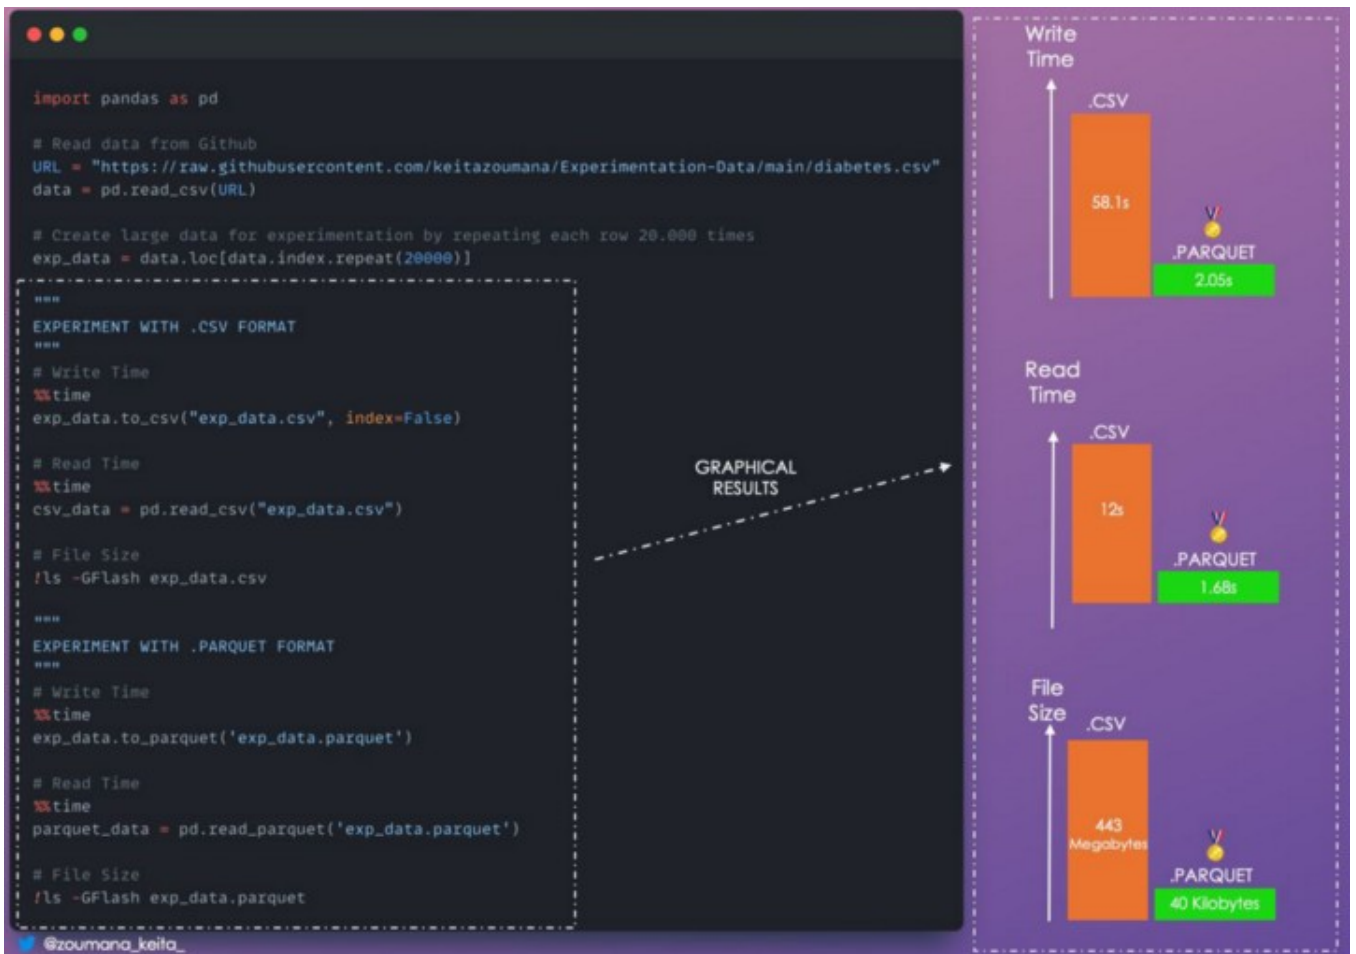 import pandas as pd
# Read data from Github
URL = "https://raw.githubusercontent.com/keitazoumana/Experimentation-Data/main/diabetes.csv"
data = pd.read_csv(URL)
# Create large data for experimentation by repeating each row 20.000 times
exp_data = data.loc[data.index.repeat(20000)]
"""
EXPERIMENT WITH .CSV FORMAT
"""
# Write Time
%%time
exp_data.to_csv("exp_data.csv", index=False)
# Read Time
%%time
csv_data = pd.read_csv("exp_data.csv")
# File Size
!ls -GFlash exp_data.csv
"""
EXPERIMENT WITH .PARQUET FORMAT
"""
# Write Time
%%time
exp_data.to_parquet('exp_data.parquet')
# Read Time
%%time
parquet_data = pd.read_parquet('exp_data.parquet')
# File Size
!ls -GFlash exp_data.parquet
@zoumana_keita_
GRAPHICAL
RESULTS
Write
Time
.CSV
58.1s
.PARQUET
2.05s
Read
Time
.CSV
12s
.PARQUET
1.68s
File
Size
.CSV
443
Megabytes
.PARQUET
40 Kilobytes